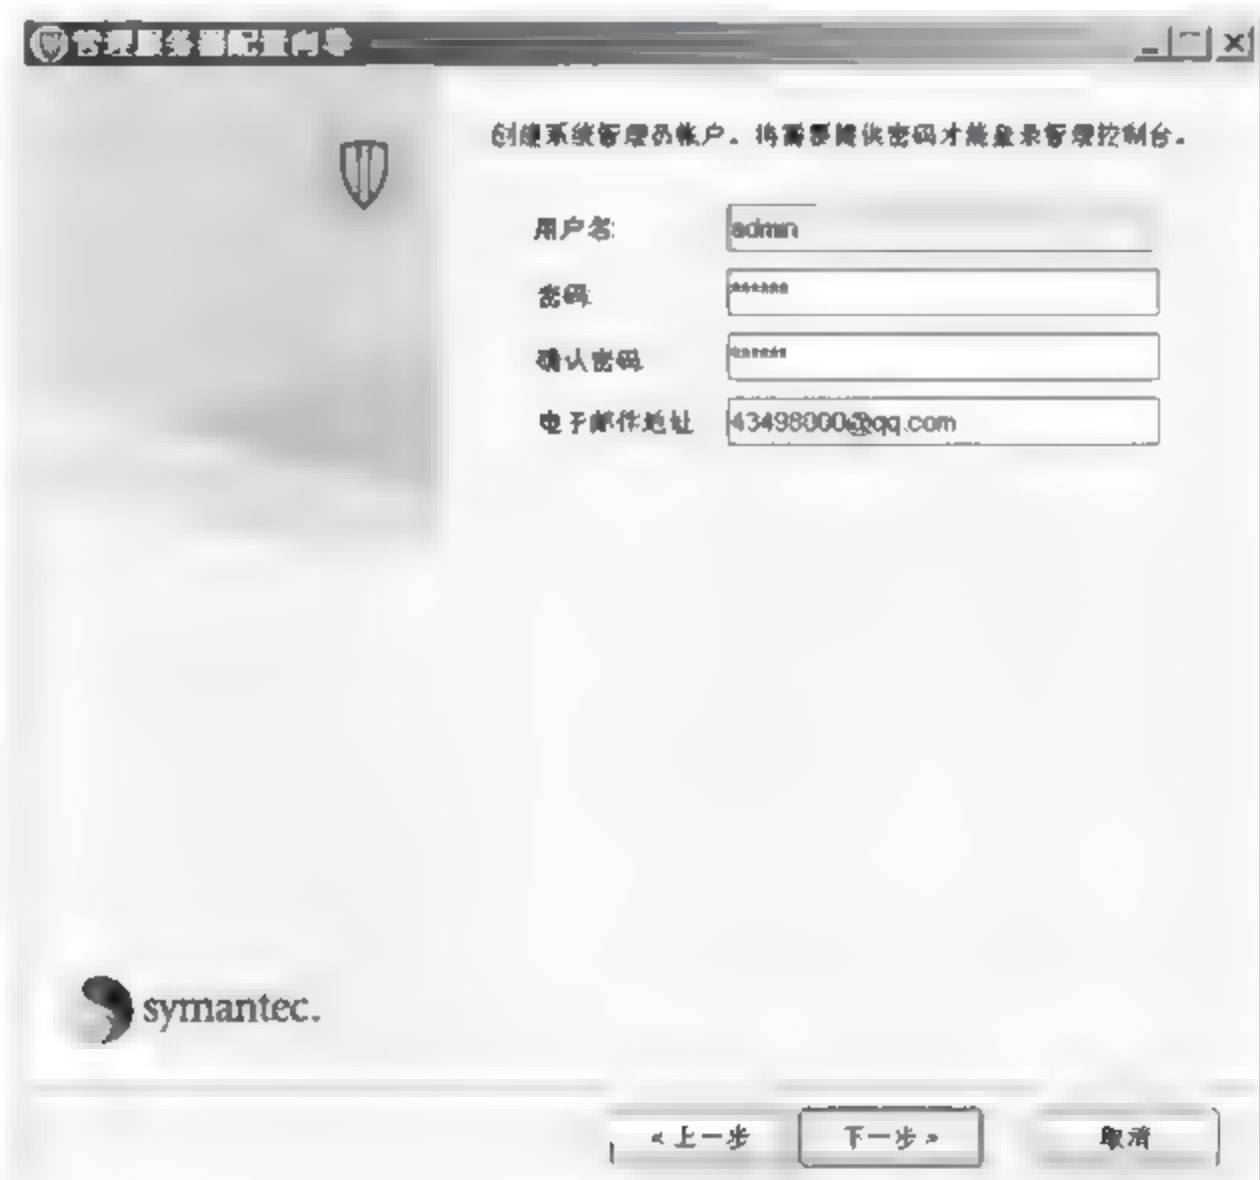 管理服务器配置向导
创建系统管理员帐户。将需要提供密码才能登录管理控制台。
用户名: admin
密码: ******
确认密码: ******
电子邮件地址: 43498000@qq.com
symantec.
« 上一步 下一步 » 取消